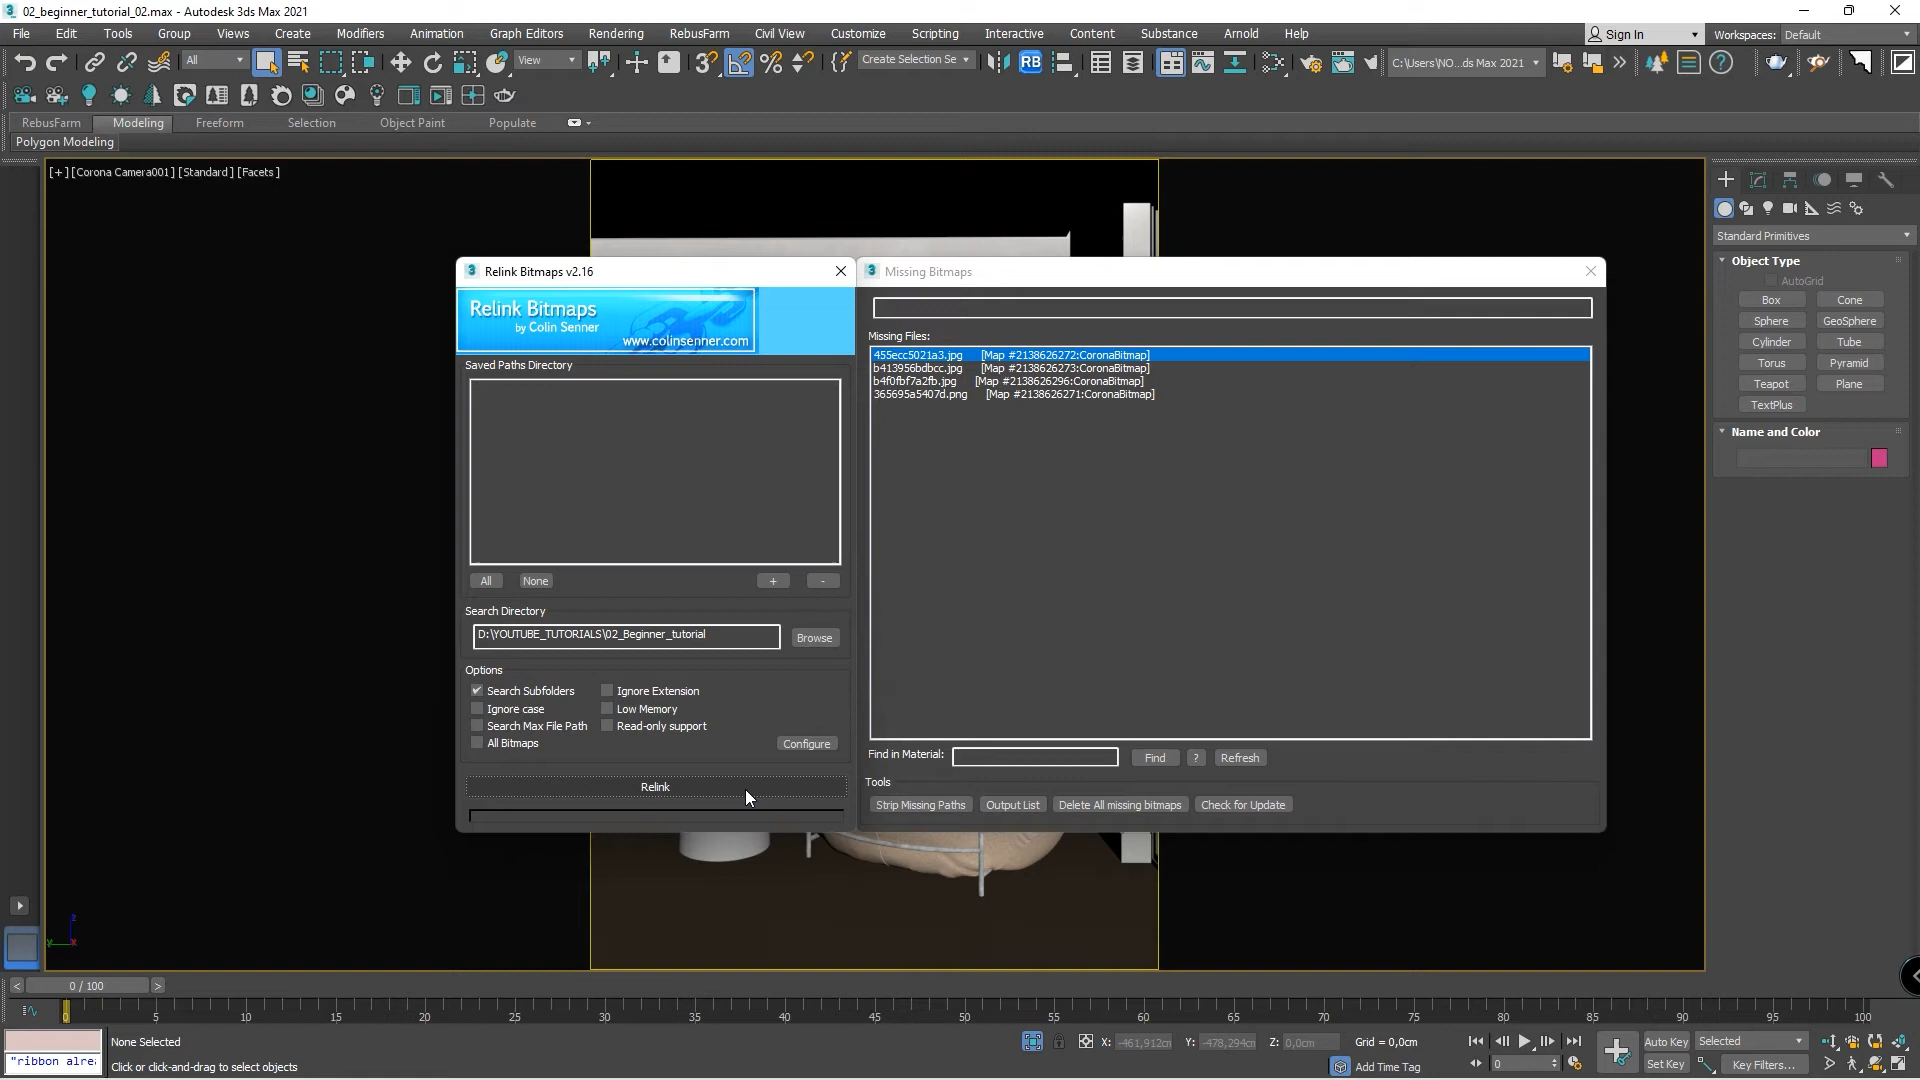 02_beginner_tutorial_02.max - Autodesk 3ds Max 2021
File Edit Tools Group Views Create Modifiers Animation Graph Editors Rendering RebusFarm Civil View Customize Scripting Interactive Content Substance Arnold Help
Sign In Workspaces: Default
All View Create Selection Se RB C:\Users\NO...ds Max 2021
RebusFarm Modeling Freeform Selection Object Paint Populate
Polygon Modeling
[+] [Corona Camera001] [Standard] [Facets]
Relink Bitmaps v2.16
Relink Bitmaps
by Colin Senner
www.colinsenner.com
Saved Paths Directory
All None + -
Search Directory
D:\YOUTUBE_TUTORIALS\02_Beginner_tutorial Browse
Options
Search Subfolders Ignore Extension
Ignore case Low Memory
Search Max File Path Read-only support
All Bitmaps Configure
Relink
Missing Bitmaps
Missing Files:
455ecc5021a3.jpg [Map #2138626272:CoronaBitmap]
b413956bdbcc.jpg [Map #2138626273:CoronaBitmap]
b4f0fbf7a2fb.jpg [Map #2138626296:CoronaBitmap]
365695a5407d.png [Map #2138626271:CoronaBitmap]
Find in Material: Find ? Refresh
Tools
Strip Missing Paths Output List Delete All missing bitmaps Check for Update
Standard Primitives
Object Type
AutoGrid
Box Cone
Sphere GeoSphere
Cylinder Tube
Torus Pyramid
Teapot Plane
TextPlus
Name and Color
z
y x
< 0 / 100 >
0 5 10 15 20 25 30 35 40 45 50 55 60 65 70 75 80 85 90 95 100
None Selected X: -461,912cm Y: -478,294cm Z: 0,0cm Grid = 0,0cm Auto Key Selected
"ribbon alrea Click or click-and-drag to select objects Add Time Tag 0 Set Key Key Filters...